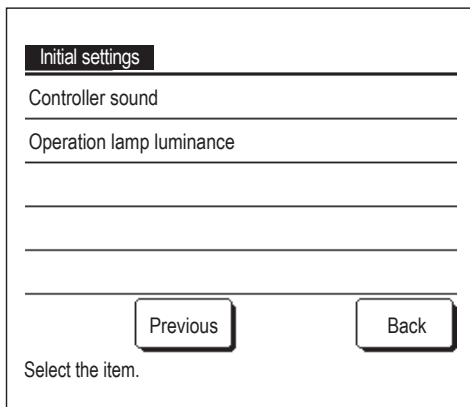 Initial settings
Controller sound
Operation lamp luminance
Previous Back
Select the item.